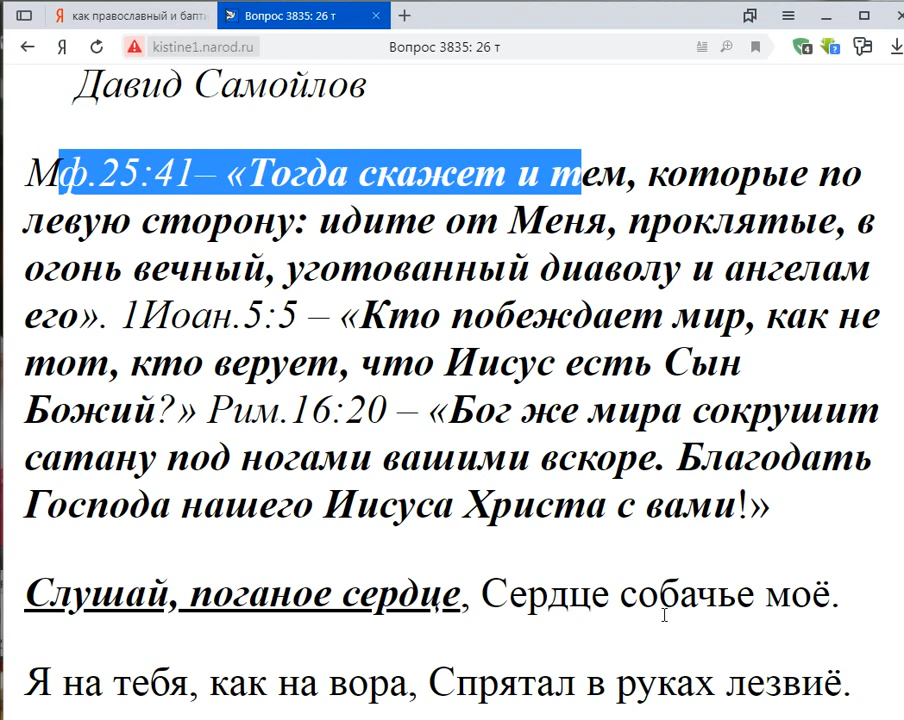 как православный и бапти
Вопрос 3835: 26 т
kistine1.narod.ru
Вопрос 3835: 26 т
Давид Самойлов
Мф.25:41– «Тогда скажет и тем, которые по
левую сторону: идите от Меня, проклятые, в
огонь вечный, уготованный диаволу и ангелам
его». 1Иоан.5:5 – «Кто побеждает мир, как не
тот, кто верует, что Иисус есть Сын
Божий?» Рим.16:20 – «Бог же мира сокрушит
сатану под ногами вашими вскоре. Благодать
Господа нашего Иисуса Христа с вами!»
Слушай, поганое сердце, Сердце собачье моё.
Я на тебя, как на вора, Спрятал в руках лезвиё.